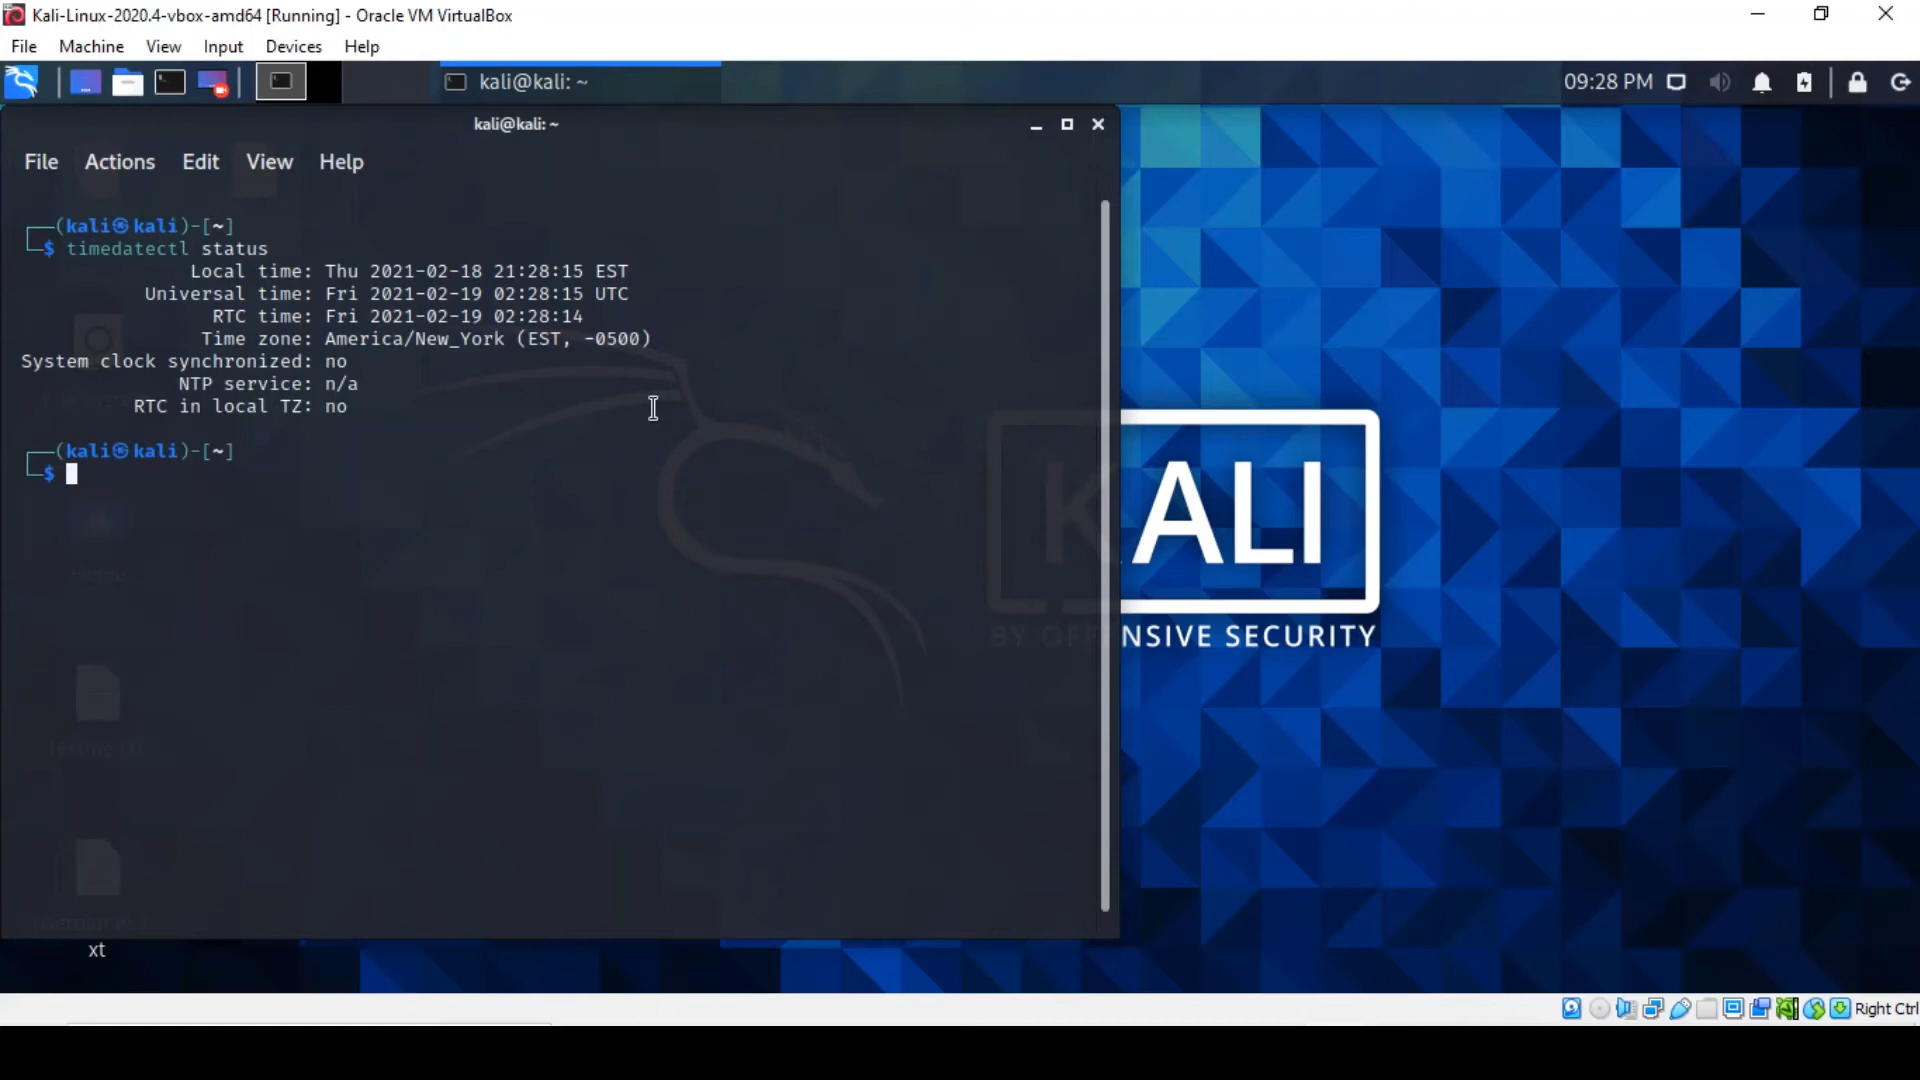 Kali-Linux-2020.4-vbox-amd64 [Running] - Oracle VM VirtualBox
File Machine View Input Devices Help
kali@kali: ~
09:28 PM
kali@kali: ~
File Actions Edit View Help
┌──(kali㉿kali)-[~]
└─$ timedatectl status
Local time: Thu 2021-02-18 21:28:15 EST
Universal time: Fri 2021-02-19 02:28:15 UTC
RTC time: Fri 2021-02-19 02:28:14
Time zone: America/New_York (EST, -0500)
System clock synchronized: no
NTP service: n/a
RTC in local TZ: no
┌──(kali㉿kali)-[~]
└─$
KALI
BY OFFENSIVE SECURITY
Home
xt
Right Ctrl